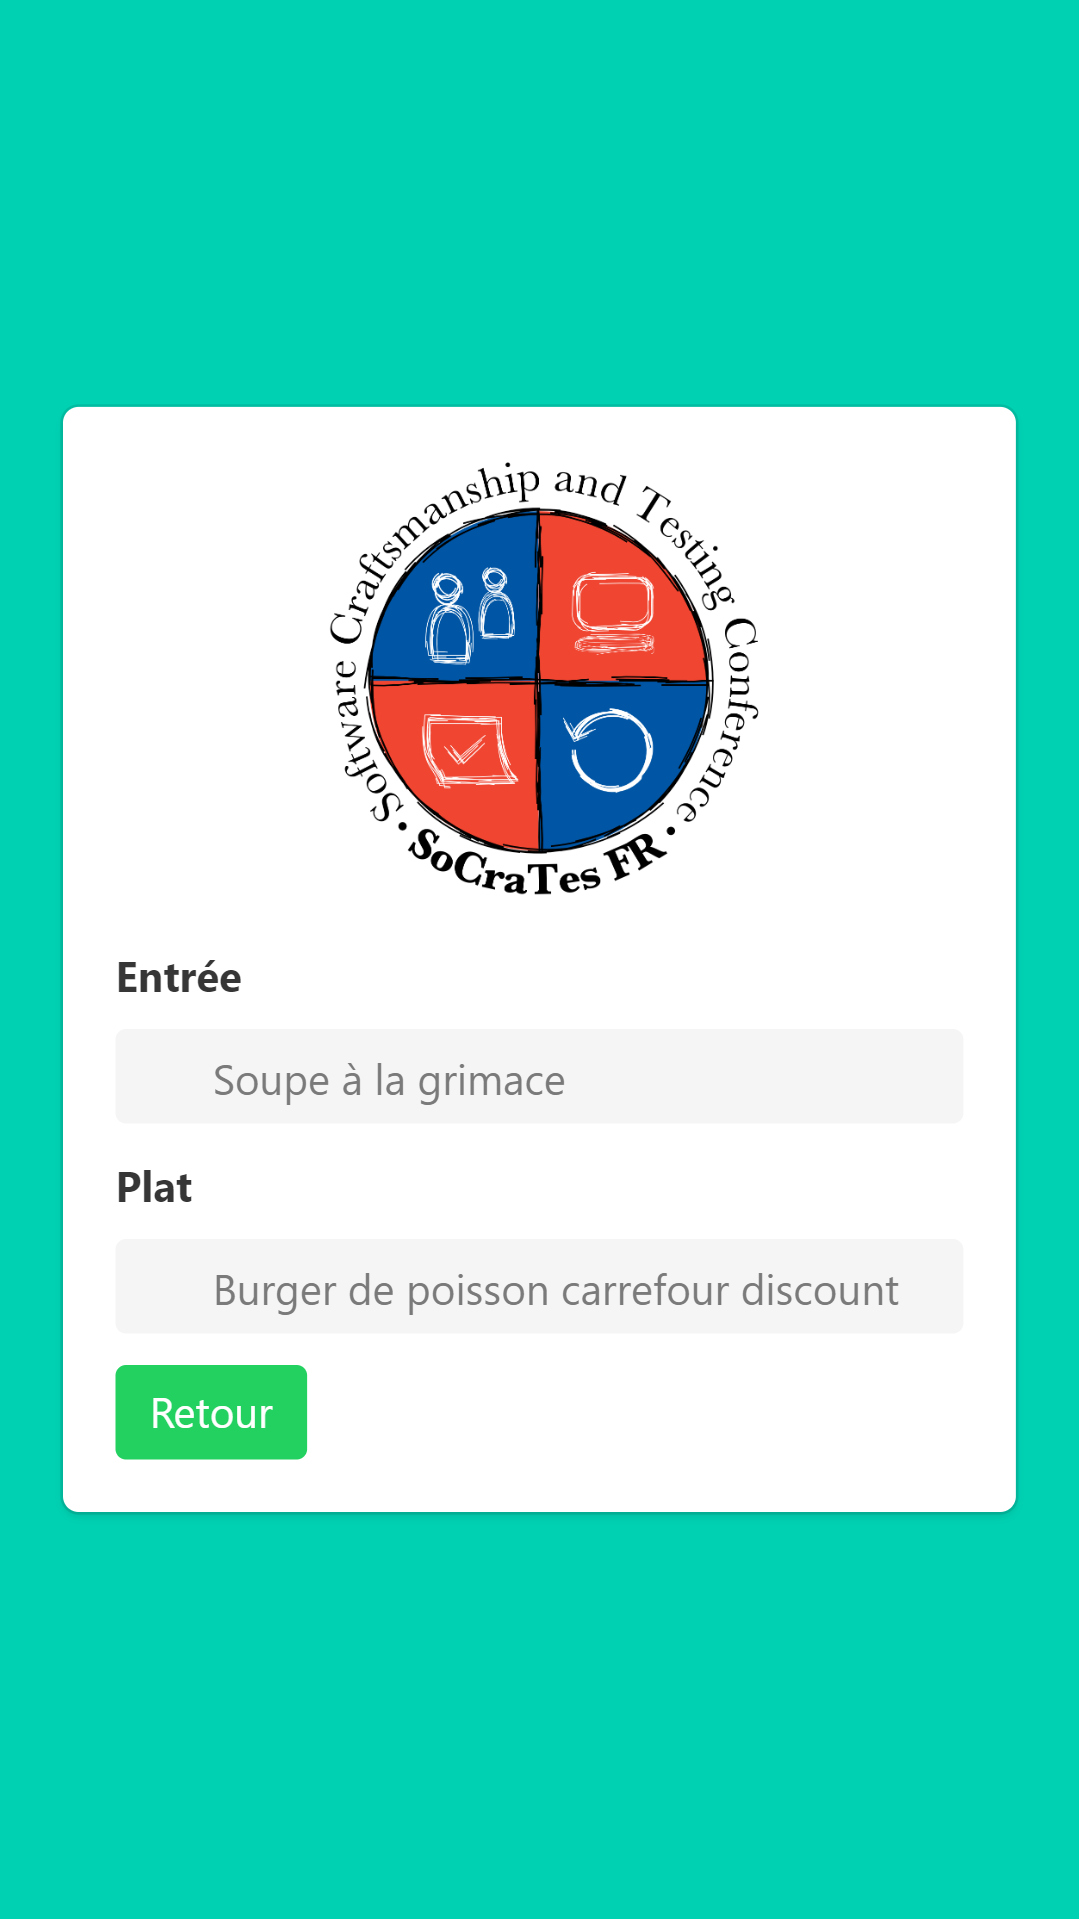 Software Craftsmanship and Testing Conference
• SoCraTes FR •
Entrée
Soupe à la grimace
Plat
Burger de poisson carrefour discount
Retour